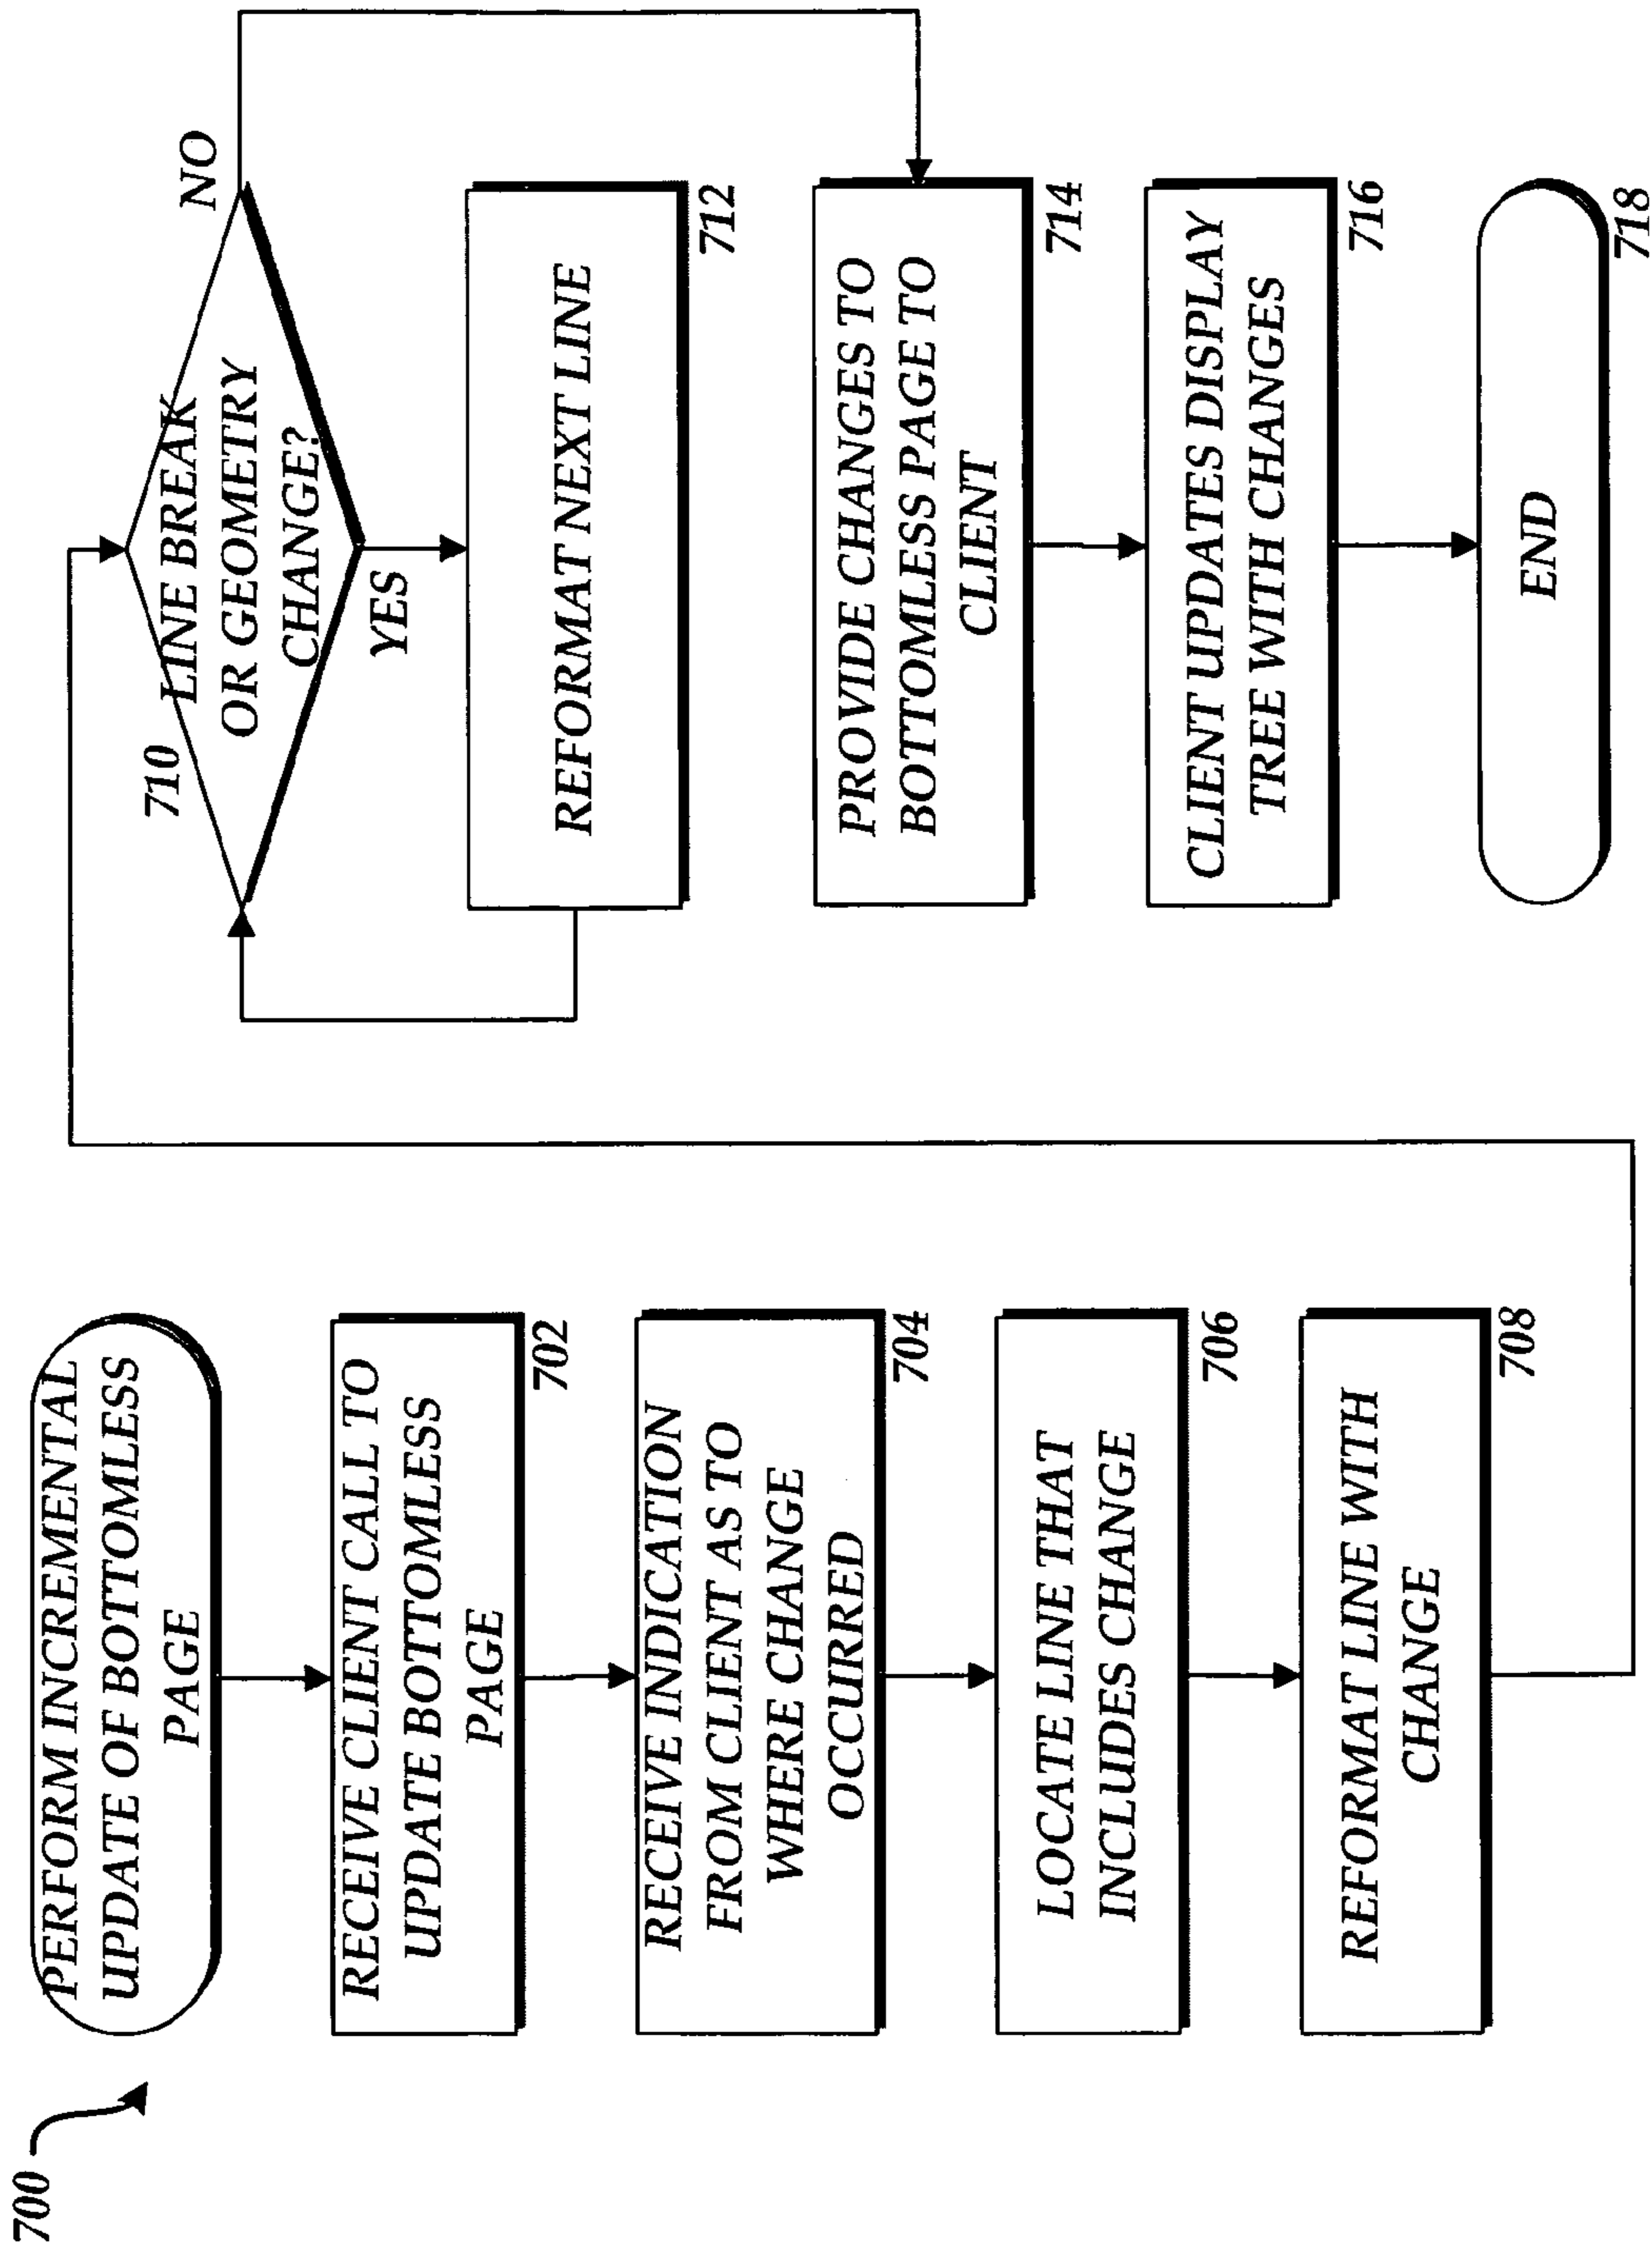 700
PERFORM INCREMENTAL
UPDATE OF BOTTOMLESS
PAGE
RECEIVE CLIENT CALL TO
UPDATE BOTTOMLESS
PAGE
702
RECEIVE INDICATION
FROM CLIENT AS TO
WHERE CHANGE
OCCURRED
704
LOCATE LINE THAT
INCLUDES CHANGE
706
REFORMAT LINE WITH
CHANGE
708
710
LINE BREAK
OR GEOMETRY
CHANGE?
NO
YES
REFORMAT NEXT LINE
712
PROVIDE CHANGES TO
BOTTOMLESS PAGE TO
CLIENT
714
CLIENT UPDATES DISPLAY
TREE WITH CHANGES
716
END
718